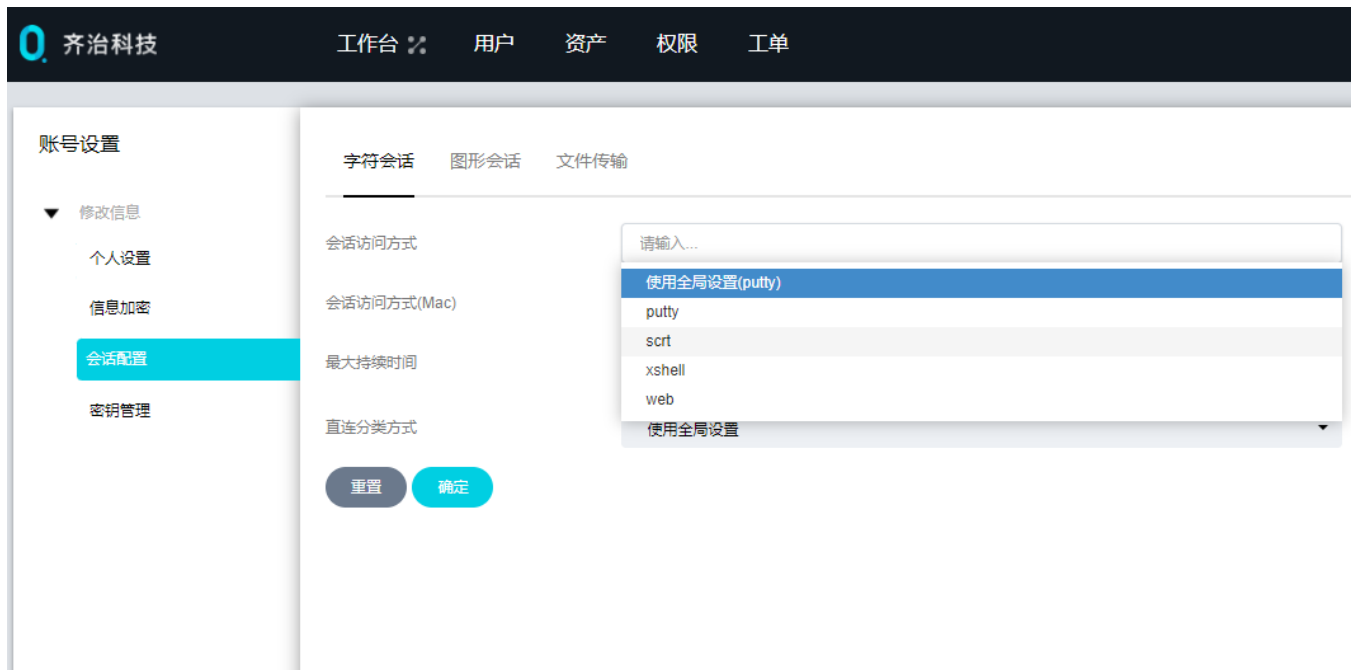 齐治科技 工作台 用户 资产 权限 工单
账号设置
修改信息
个人设置
信息加密
会话配置
密钥管理
字符会话 图形会话 文件传输
会话访问方式 请输入...
使用全局设置(putty)
会话访问方式(Mac) putty
scrt
最大持续时间 xshell
web
直连分类方式 使用全局设置
重置 确定